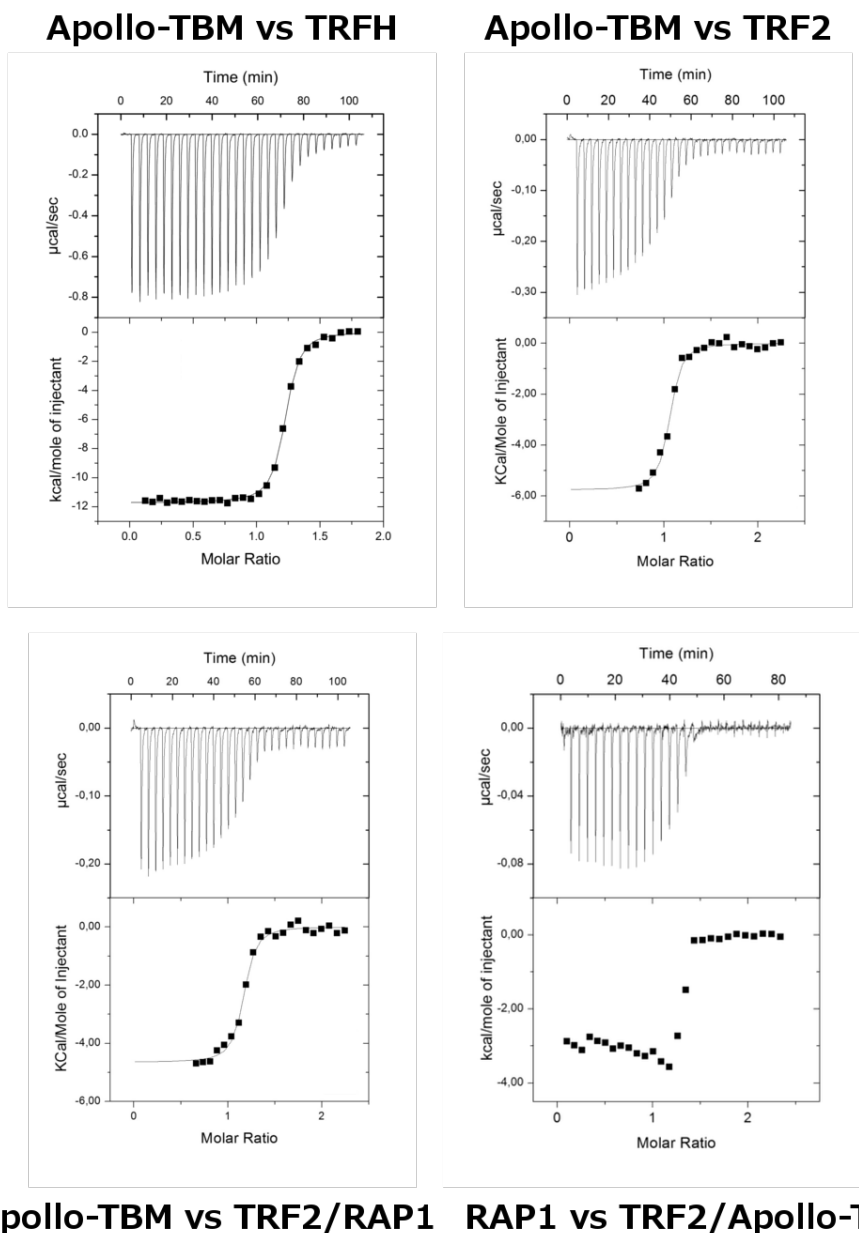 Apollo-TBM vs TRFH
Time (min)
0 20 40 60 80 100
0.0
-0.2
-0.4
-0.6
-0.8
µcal/sec
0
-2
-4
-6
-8
-10
-12
kcal/mole of injectant
0.0 0.5 1.0 1.5 2.0
Molar Ratio
Apollo-TBM vs TRF2
Time (min)
0 20 40 60 80 100
0,00
-0,10
-0,20
-0,30
µcal/sec
0,00
-2,00
-4,00
-6,00
KCal/Mole of Injectant
0 1 2
Molar Ratio
Time (min)
0 20 40 60 80 100
0,00
-0,10
-0,20
µcal/sec
0,00
-2,00
-4,00
-6,00
KCal/Mole of Injectant
0 1 2
Molar Ratio
pollo-TBM vs TRF2/RAP1
Time (min)
0 20 40 60 80
0,00
-0,04
-0,08
µcal/sec
0,00
-2,00
-4,00
kcal/mole of injectant
0 1 2
Molar Ratio
RAP1 vs TRF2/Apollo-T